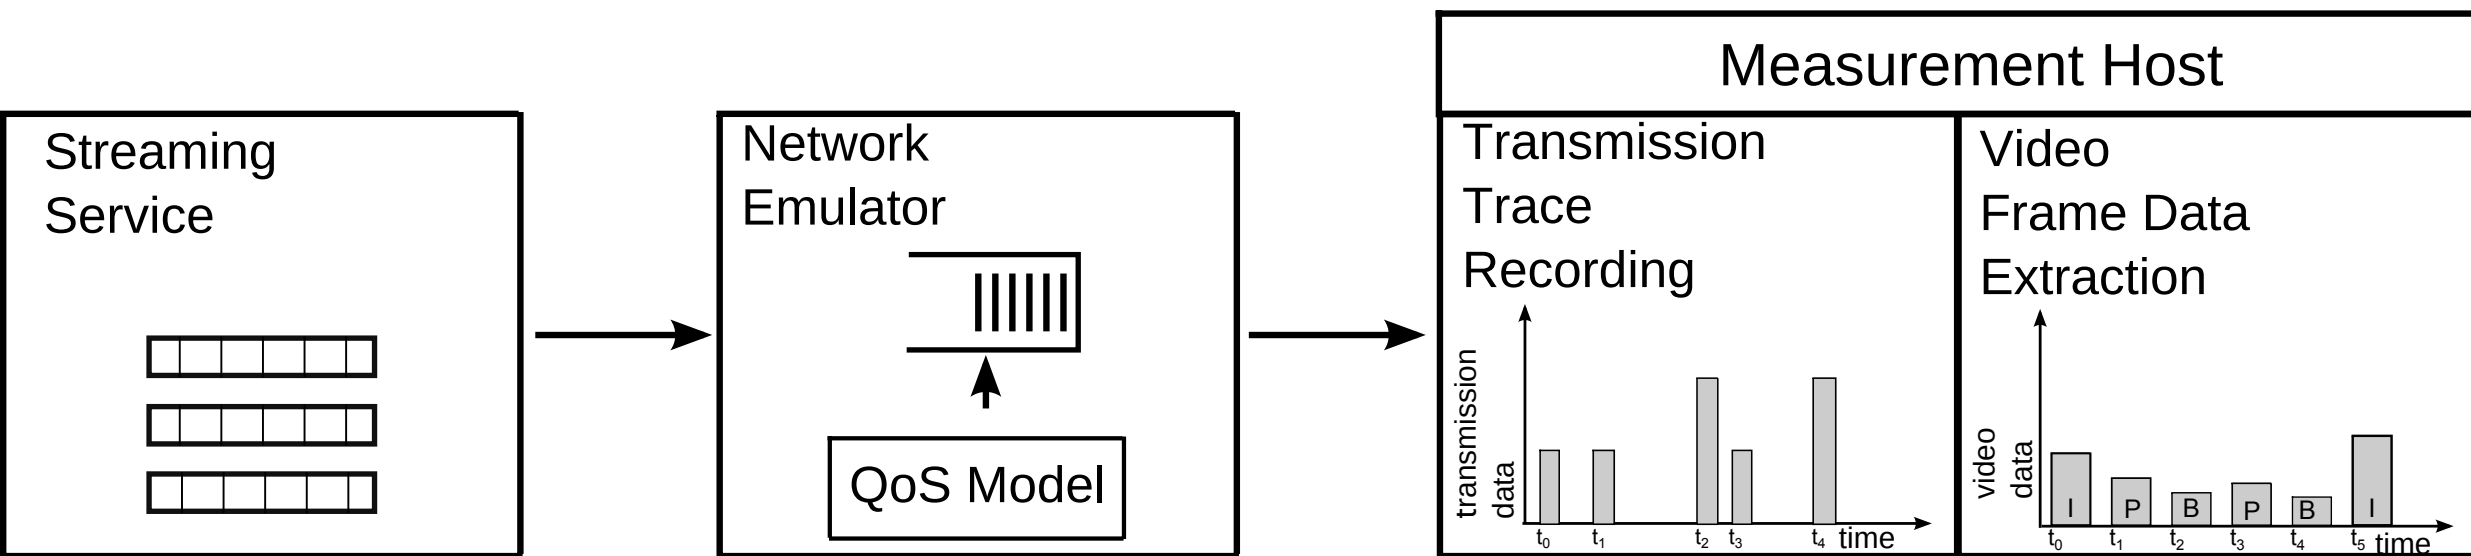 Measurement Host
Streaming
Service
Network
Emulator
QoS Model
Transmission
Trace
Recording
transmission
data
t0 t1 t2 t3 t4 time
Video
Frame Data
Extraction
video
data
I P B P B I
t0 t1 t2 t3 t4 t5 time